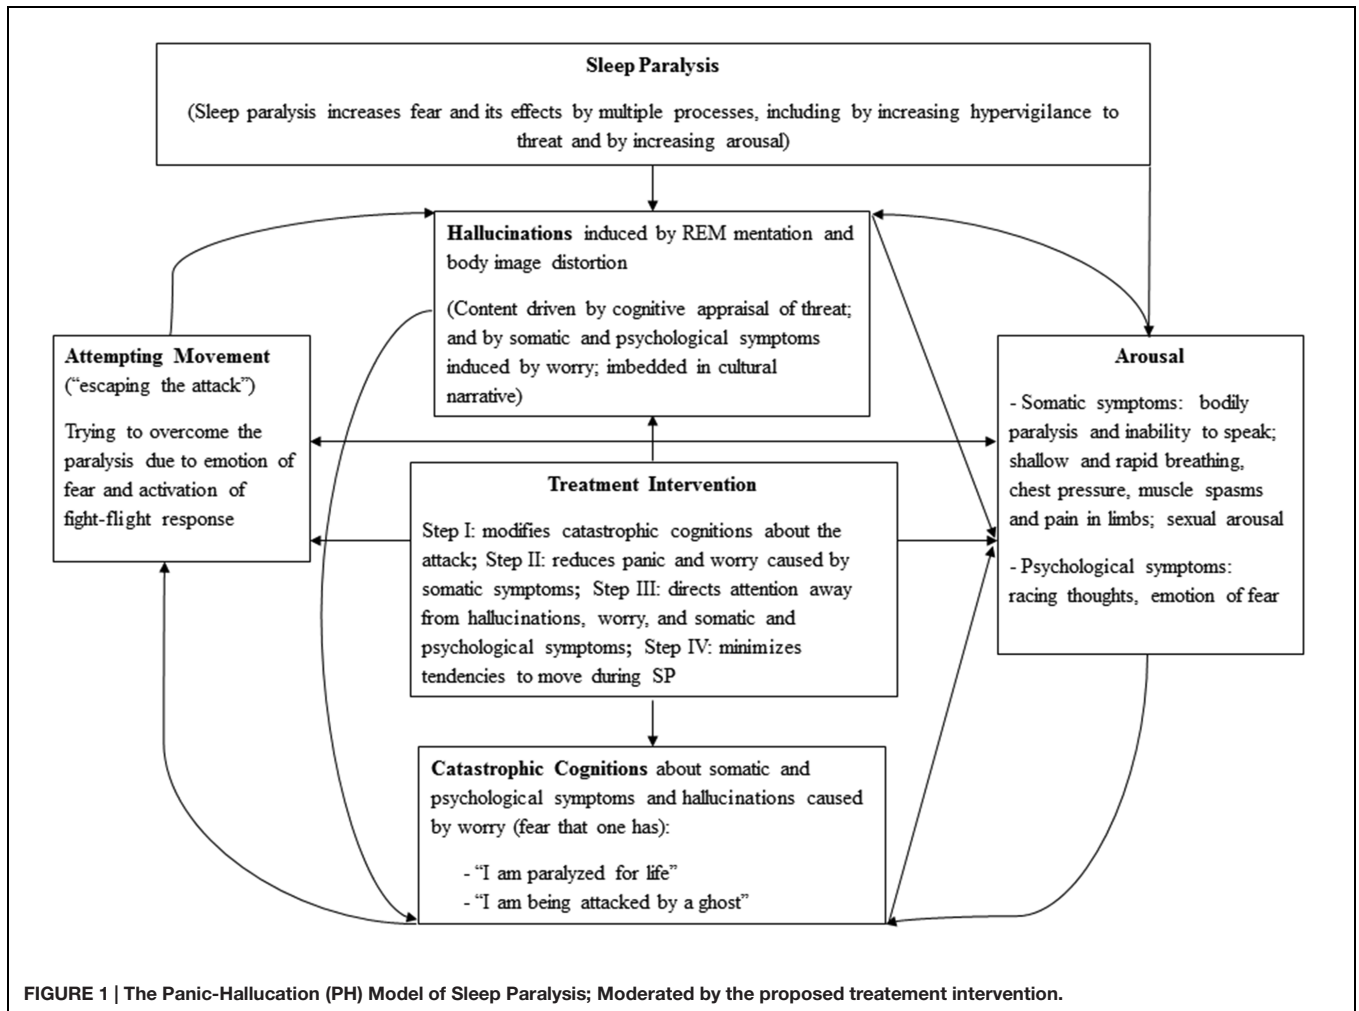 Sleep Paralysis
(Sleep paralysis increases fear and its effects by multiple processes, including by increasing hypervigilance to
threat and by increasing arousal)
Hallucinations induced by REM mentation and
body image distortion
(Content driven by cognitive appraisal of threat;
and by somatic and psychological symptoms
induced by worry; imbedded in cultural
narrative)
Attempting Movement
(“escaping the attack”)
Trying to overcome the
paralysis due to emotion of
fear and activation of
fight-flight response
Arousal
- Somatic symptoms: bodily
paralysis and inability to speak;
shallow and rapid breathing,
chest pressure, muscle spasms
and pain in limbs; sexual arousal
- Psychological symptoms:
racing thoughts, emotion of fear
Treatment Intervention
Step I: modifies catastrophic cognitions about the
attack; Step II: reduces panic and worry caused by
somatic symptoms; Step III: directs attention away
from hallucinations, worry, and somatic and
psychological symptoms; Step IV: minimizes
tendencies to move during SP
Catastrophic Cognitions about somatic and
psychological symptoms and hallucinations caused
by worry (fear that one has):
- “I am paralyzed for life”
- “I am being attacked by a ghost”
FIGURE 1 | The Panic-Hallucation (PH) Model of Sleep Paralysis; Moderated by the proposed treatement intervention.